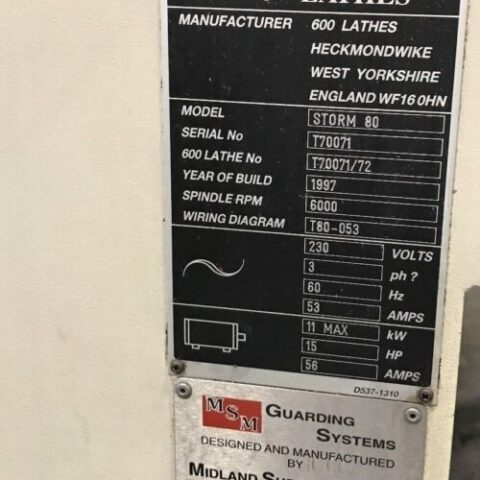 LATHES
MANUFACTURER 600 LATHES
HECKMONDWIKE
WEST YORKSHIRE
ENGLAND WF16 0HN
MODEL STORM 80
SERIAL No T70071
600 LATHE No T70071/72
YEAR OF BUILD 1997
SPINDLE RPM 6000
WIRING DIAGRAM T80-053
230 VOLTS
3 ph ?
60 Hz
53 AMPS
11 MAX kW
15 HP
56 AMPS
D537-1310
MSM GUARDING
SYSTEMS
DESIGNED AND MANUFACTURED
BY
MIDLAND